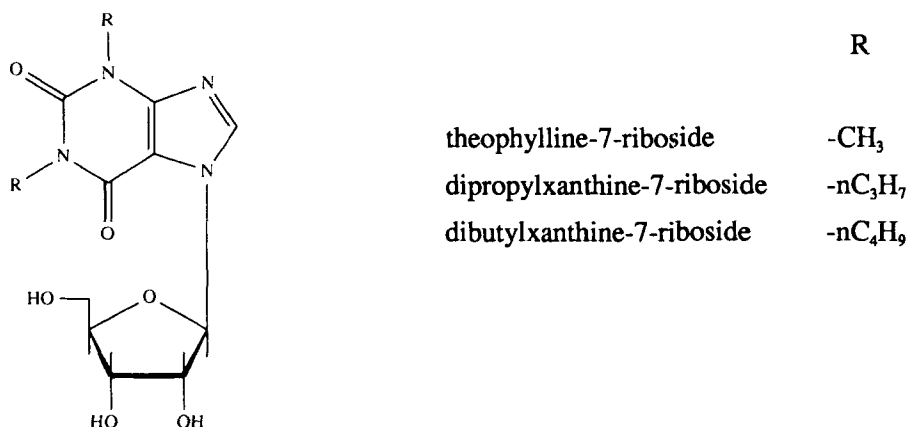 R
R
O
N
N
N
R
N
O
HO
O
HO
OH
theophylline-7-riboside -CH₃
dipropylxanthine-7-riboside -nC₃H₇
dibutylxanthine-7-riboside -nC₄H₉